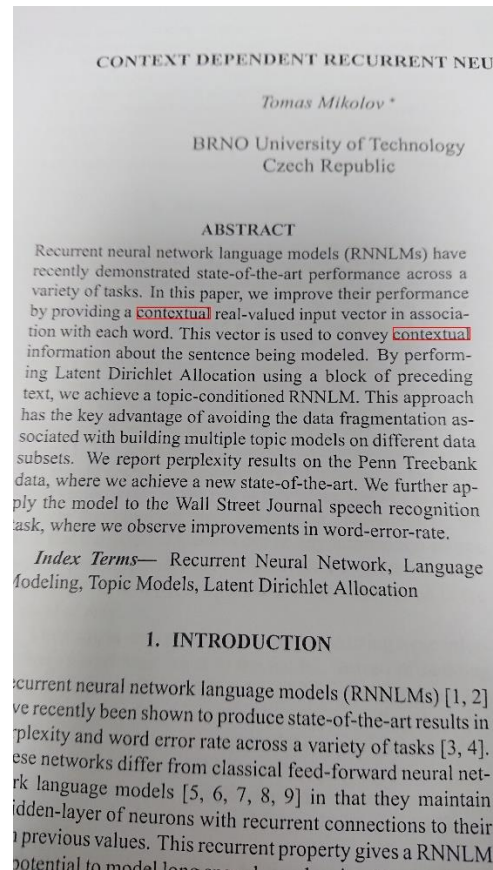 CONTEXT DEPENDENT RECURRENT NEU
Tomas Mikolov *
BRNO University of Technology
Czech Republic
ABSTRACT
Recurrent neural network language models (RNNLMs) have
recently demonstrated state-of-the-art performance across a
variety of tasks. In this paper, we improve their performance
by providing a contextual real-valued input vector in associa-
tion with each word. This vector is used to convey contextual
information about the sentence being modeled. By perform-
ing Latent Dirichlet Allocation using a block of preceding
text, we achieve a topic-conditioned RNNLM. This approach
has the key advantage of avoiding the data fragmentation as-
sociated with building multiple topic models on different data
subsets. We report perplexity results on the Penn Treebank
data, where we achieve a new state-of-the-art. We further ap-
ply the model to the Wall Street Journal speech recognition
task, where we observe improvements in word-error-rate.
Index Terms— Recurrent Neural Network, Language
Modeling, Topic Models, Latent Dirichlet Allocation
1. INTRODUCTION
ecurrent neural network language models (RNNLMs) [1, 2]
ve recently been shown to produce state-of-the-art results in
rplexity and word error rate across a variety of tasks [3, 4].
ese networks differ from classical feed-forward neural net-
rk language models [5, 6, 7, 8, 9] in that they maintain
idden-layer of neurons with recurrent connections to their
previous values. This recurrent property gives a RNNLM
potential to model